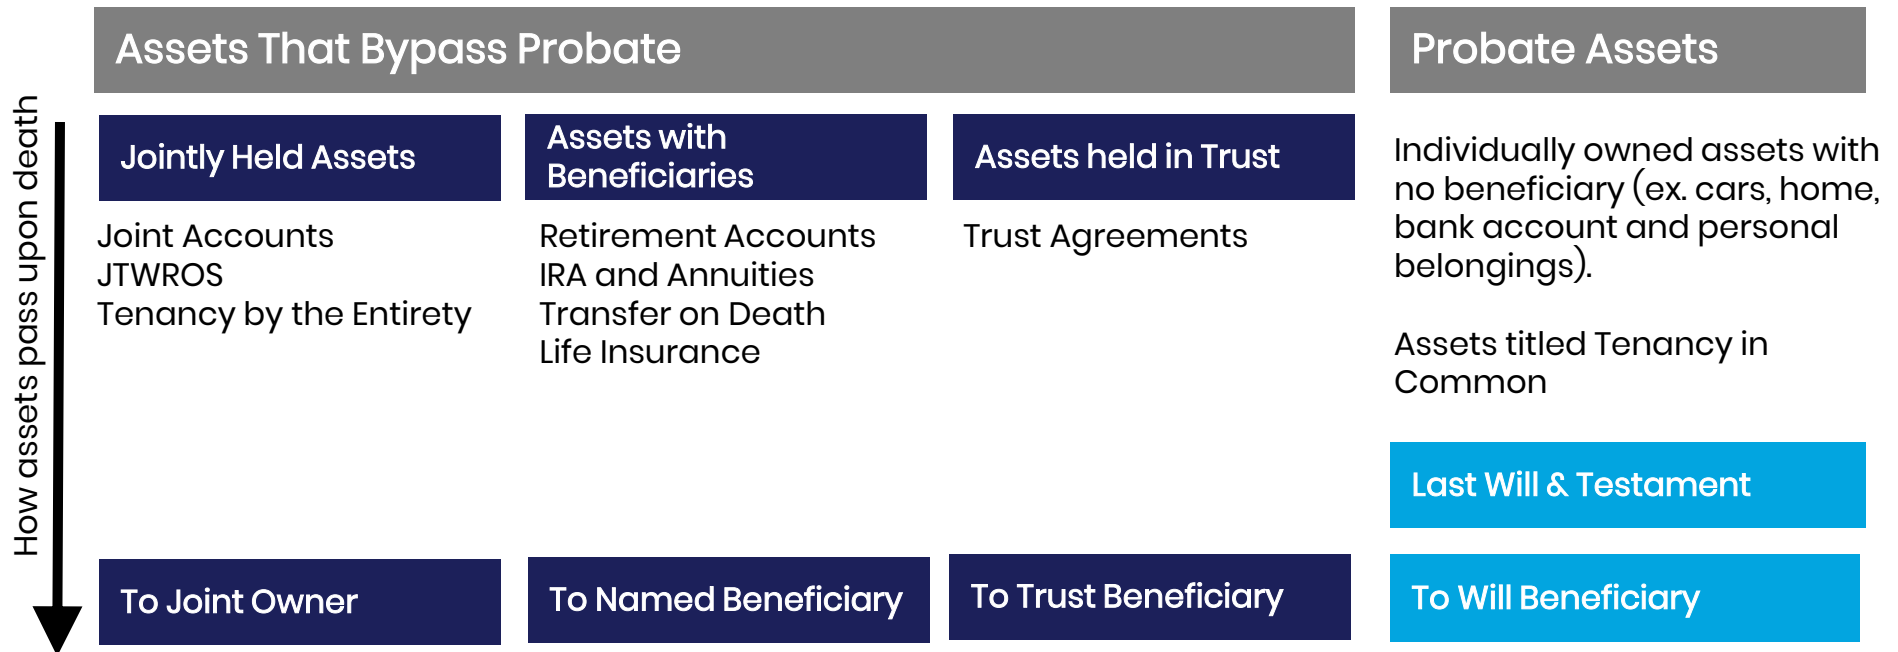 Assets That Bypass Probate
Probate Assets
How assets pass upon death
Jointly Held Assets
Joint Accounts
JTWROS
Tenancy by the Entirety
To Joint Owner
Assets with
Beneficiaries
Retirement Accounts
IRA and Annuities
Transfer on Death
Life Insurance
To Named Beneficiary
Assets held in Trust
Trust Agreements
To Trust Beneficiary
Individually owned assets with
no beneficiary (ex. cars, home,
bank account and personal
belongings).
Assets titled Tenancy in
Common
Last Will & Testament
To Will Beneficiary